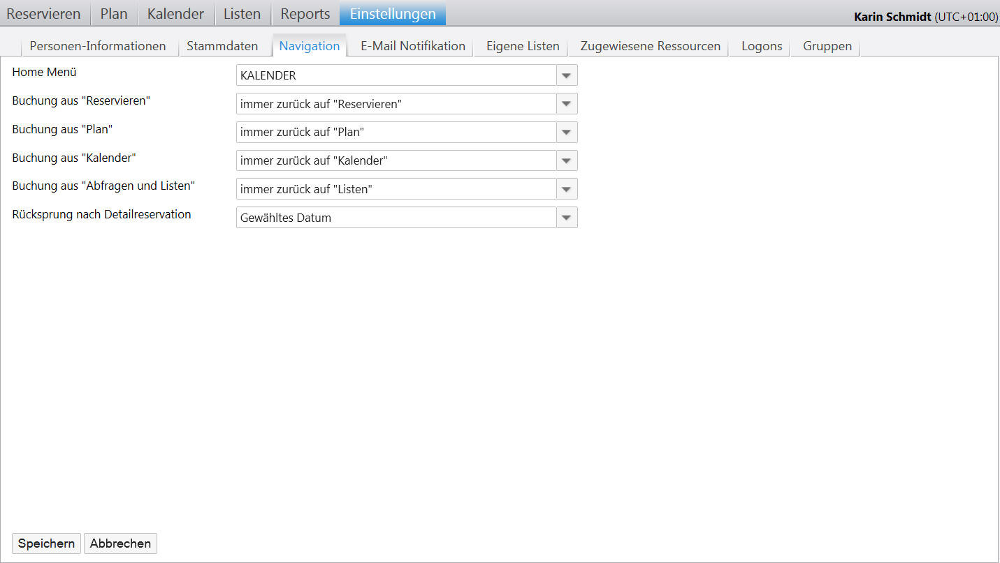 Reservieren Plan Kalender Listen Reports Einstellungen Karin Schmidt (UTC+01:00)
Personen-Informationen Stammdaten Navigation E-Mail Notifikation Eigene Listen Zugewiesene Ressourcen Logons Gruppen
Home Menü KALENDER
Buchung aus "Reservieren" immer zurück auf "Reservieren"
Buchung aus "Plan" immer zurück auf "Plan"
Buchung aus "Kalender" immer zurück auf "Kalender"
Buchung aus "Abfragen und Listen" immer zurück auf "Listen"
Rücksprung nach Detailreservation Gewähltes Datum
Speichern Abbrechen